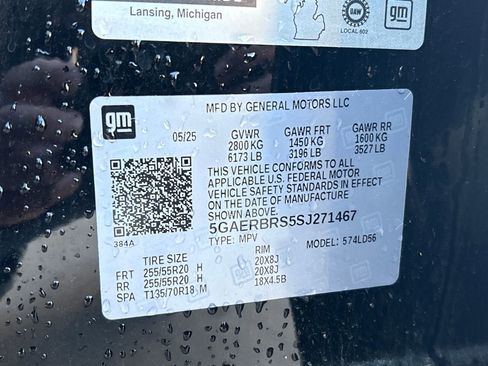 Lansing, Michigan
UAW
LOCAL 602
gm
gm
MFD BY GENERAL MOTORS LLC
05/25 GVWR GAWR FRT GAWR RR
2800 KG 1450 KG 1600 KG
6173 LB 3196 LB 3527 LB
THIS VEHICLE CONFORMS TO ALL
APPLICABLE U.S. FEDERAL MOTOR
VEHICLE SAFETY STANDARDS IN EFFECT
ON THE DATE OF MANUFACTURE SHOWN ABOVE.
5GAERBRS5SJ271467
384A
TYPE: MPV MODEL: 574LD56
TIRE SIZE RIM
FRT 255/55R20 H 20X8J
RR 255/55R20 H 20X8J
SPA T135/70R18 M 18X4.5B